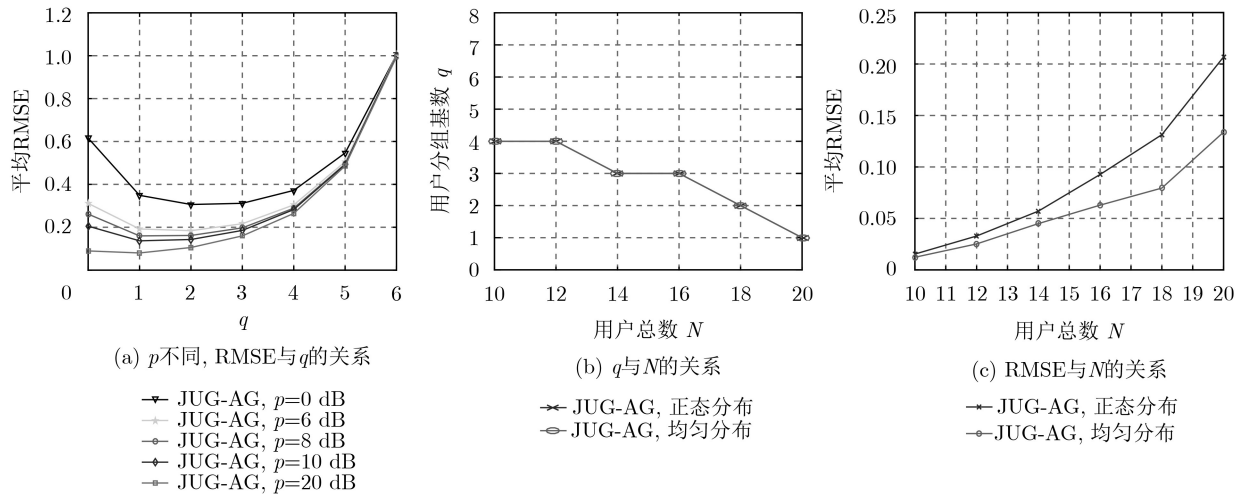 1.2
1.0
0.8
0.6
0.4
0.2
0
1 2 3 4 5 6
平均RMSE
q
(a) p不同, RMSE与q的关系
JUG-AG, p=0 dB
JUG-AG, p=6 dB
JUG-AG, p=8 dB
JUG-AG, p=10 dB
JUG-AG, p=20 dB
8
7
6
5
4
3
2
1
0
10 12 14 16 18 20
用户分组基数 q
用户总数 N
(b) q与N的关系
JUG-AG, 正态分布
JUG-AG, 均匀分布
0.25
0.20
0.15
0.10
0.05
0
10 11 12 13 14 15 16 17 18 19 20
平均RMSE
用户总数 N
(c) RMSE与N的关系
JUG-AG, 正态分布
JUG-AG, 均匀分布